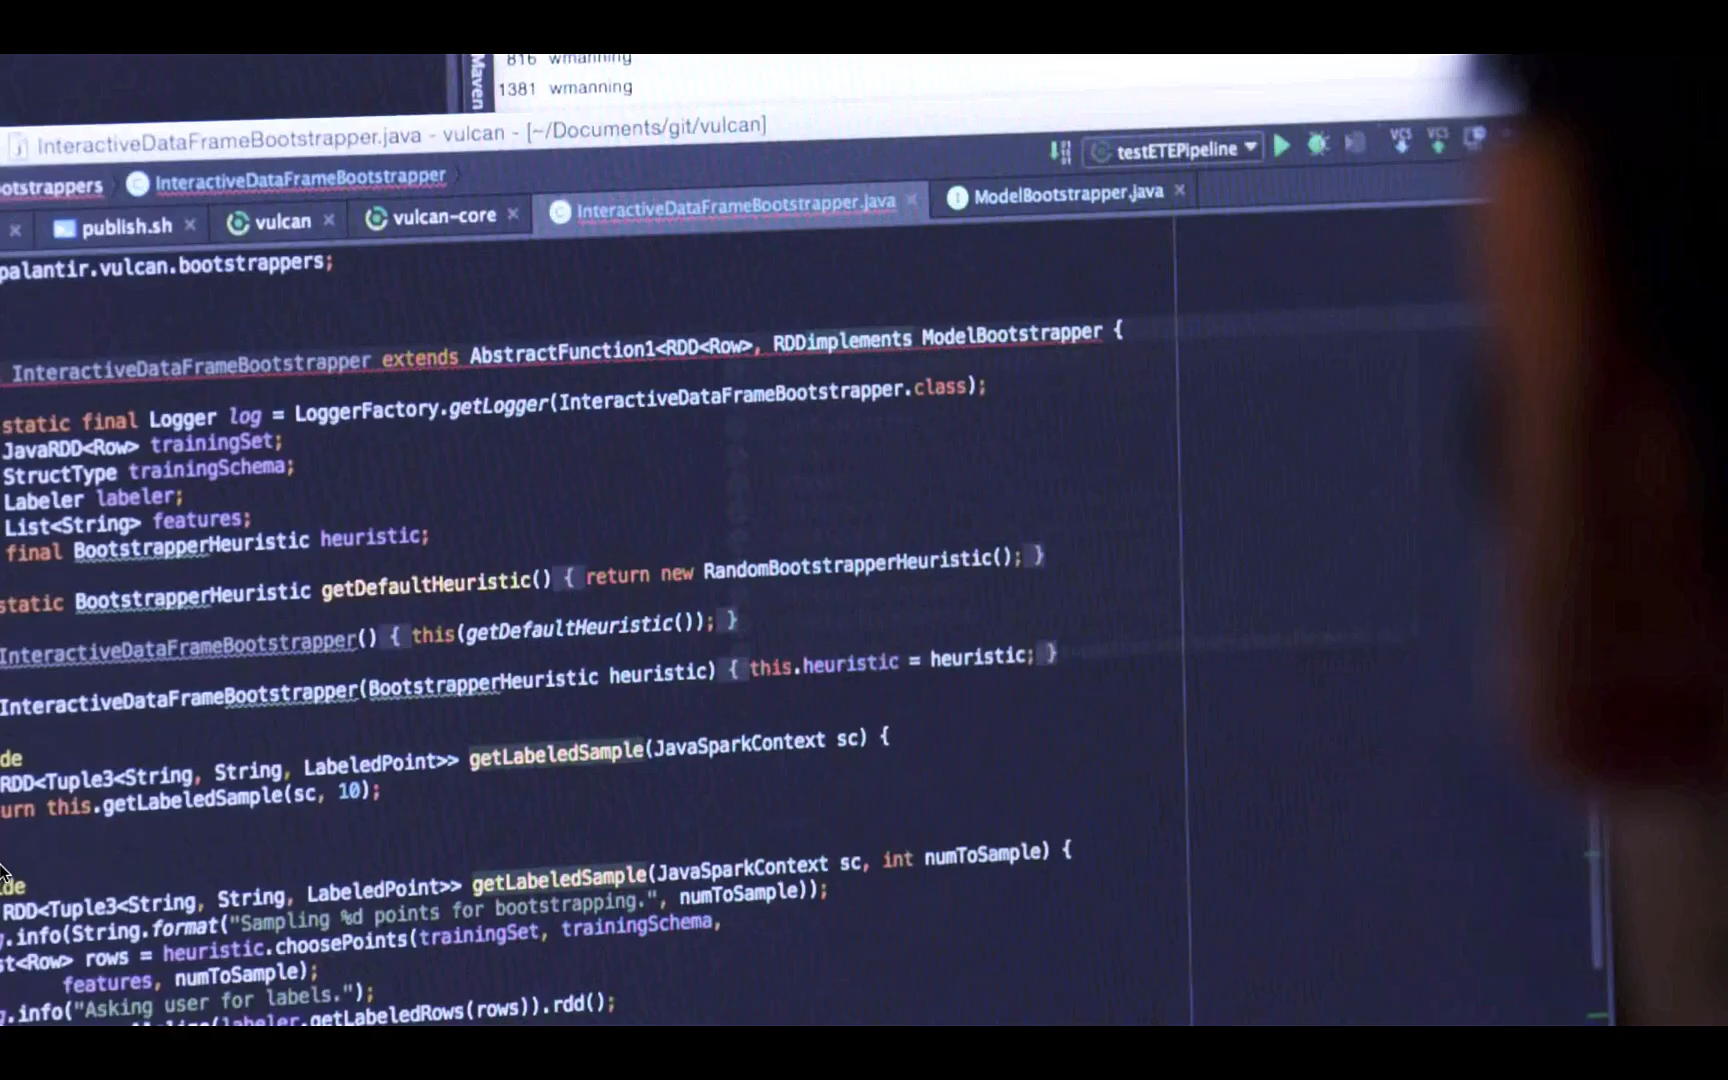 816 wmanning
1381 wmanning
Maven
InteractiveDataFrameBootstrapper.java - vulcan - [~/Documents/git/vulcan]
otstrappers InteractiveDataFrameBootstrapper
testETEPipeline VCS VCS
publish.sh vulcan vulcan-core InteractiveDataFrameBootstrapper.java ModelBootstrapper.java
palantir.vulcan.bootstrappers;
InteractiveDataFrameBootstrapper extends AbstractFunction1<RDD<Row>, RDDimplements ModelBootstrapper {
static final Logger log = LoggerFactory.getLogger(InteractiveDataFrameBootstrapper.class);
JavaRDD<Row> trainingSet;
StructType trainingSchema;
Labeler labeler;
List<String> features;
final BootstrapperHeuristic heuristic;
static BootstrapperHeuristic getDefaultHeuristic() { return new RandomBootstrapperHeuristic(); }
InteractiveDataFrameBootstrapper() { this(getDefaultHeuristic()); }
InteractiveDataFrameBootstrapper(BootstrapperHeuristic heuristic) { this.heuristic = heuristic; }
de
RDD<Tuple3<String, String, LabeledPoint>> getLabeledSample(JavaSparkContext sc) {
urn this.getLabeledSample(sc, 10);
ide
RDD<Tuple3<String, String, LabeledPoint>> getLabeledSample(JavaSparkContext sc, int numToSample) {
g.info(String.format("Sampling %d points for bootstrapping.", numToSample));
st<Row> rows = heuristic.choosePoints(trainingSet, trainingSchema,
features, numToSample);
g.info("Asking user for labels.");
(labeler.getLabeledRows(rows)).rdd();